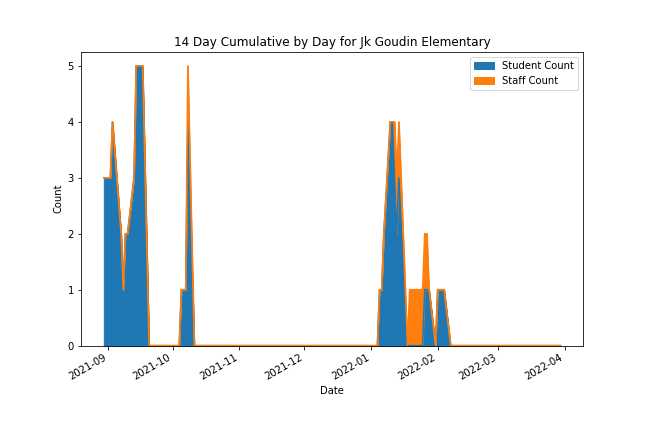 14 Day Cumulative by Day for Jk Goudin Elementary
Student Count
Staff Count
Count
5
4
3
2
1
0
2021-09
2021-10
2021-11
2021-12
2022-01
2022-02
2022-03
2022-04
Date